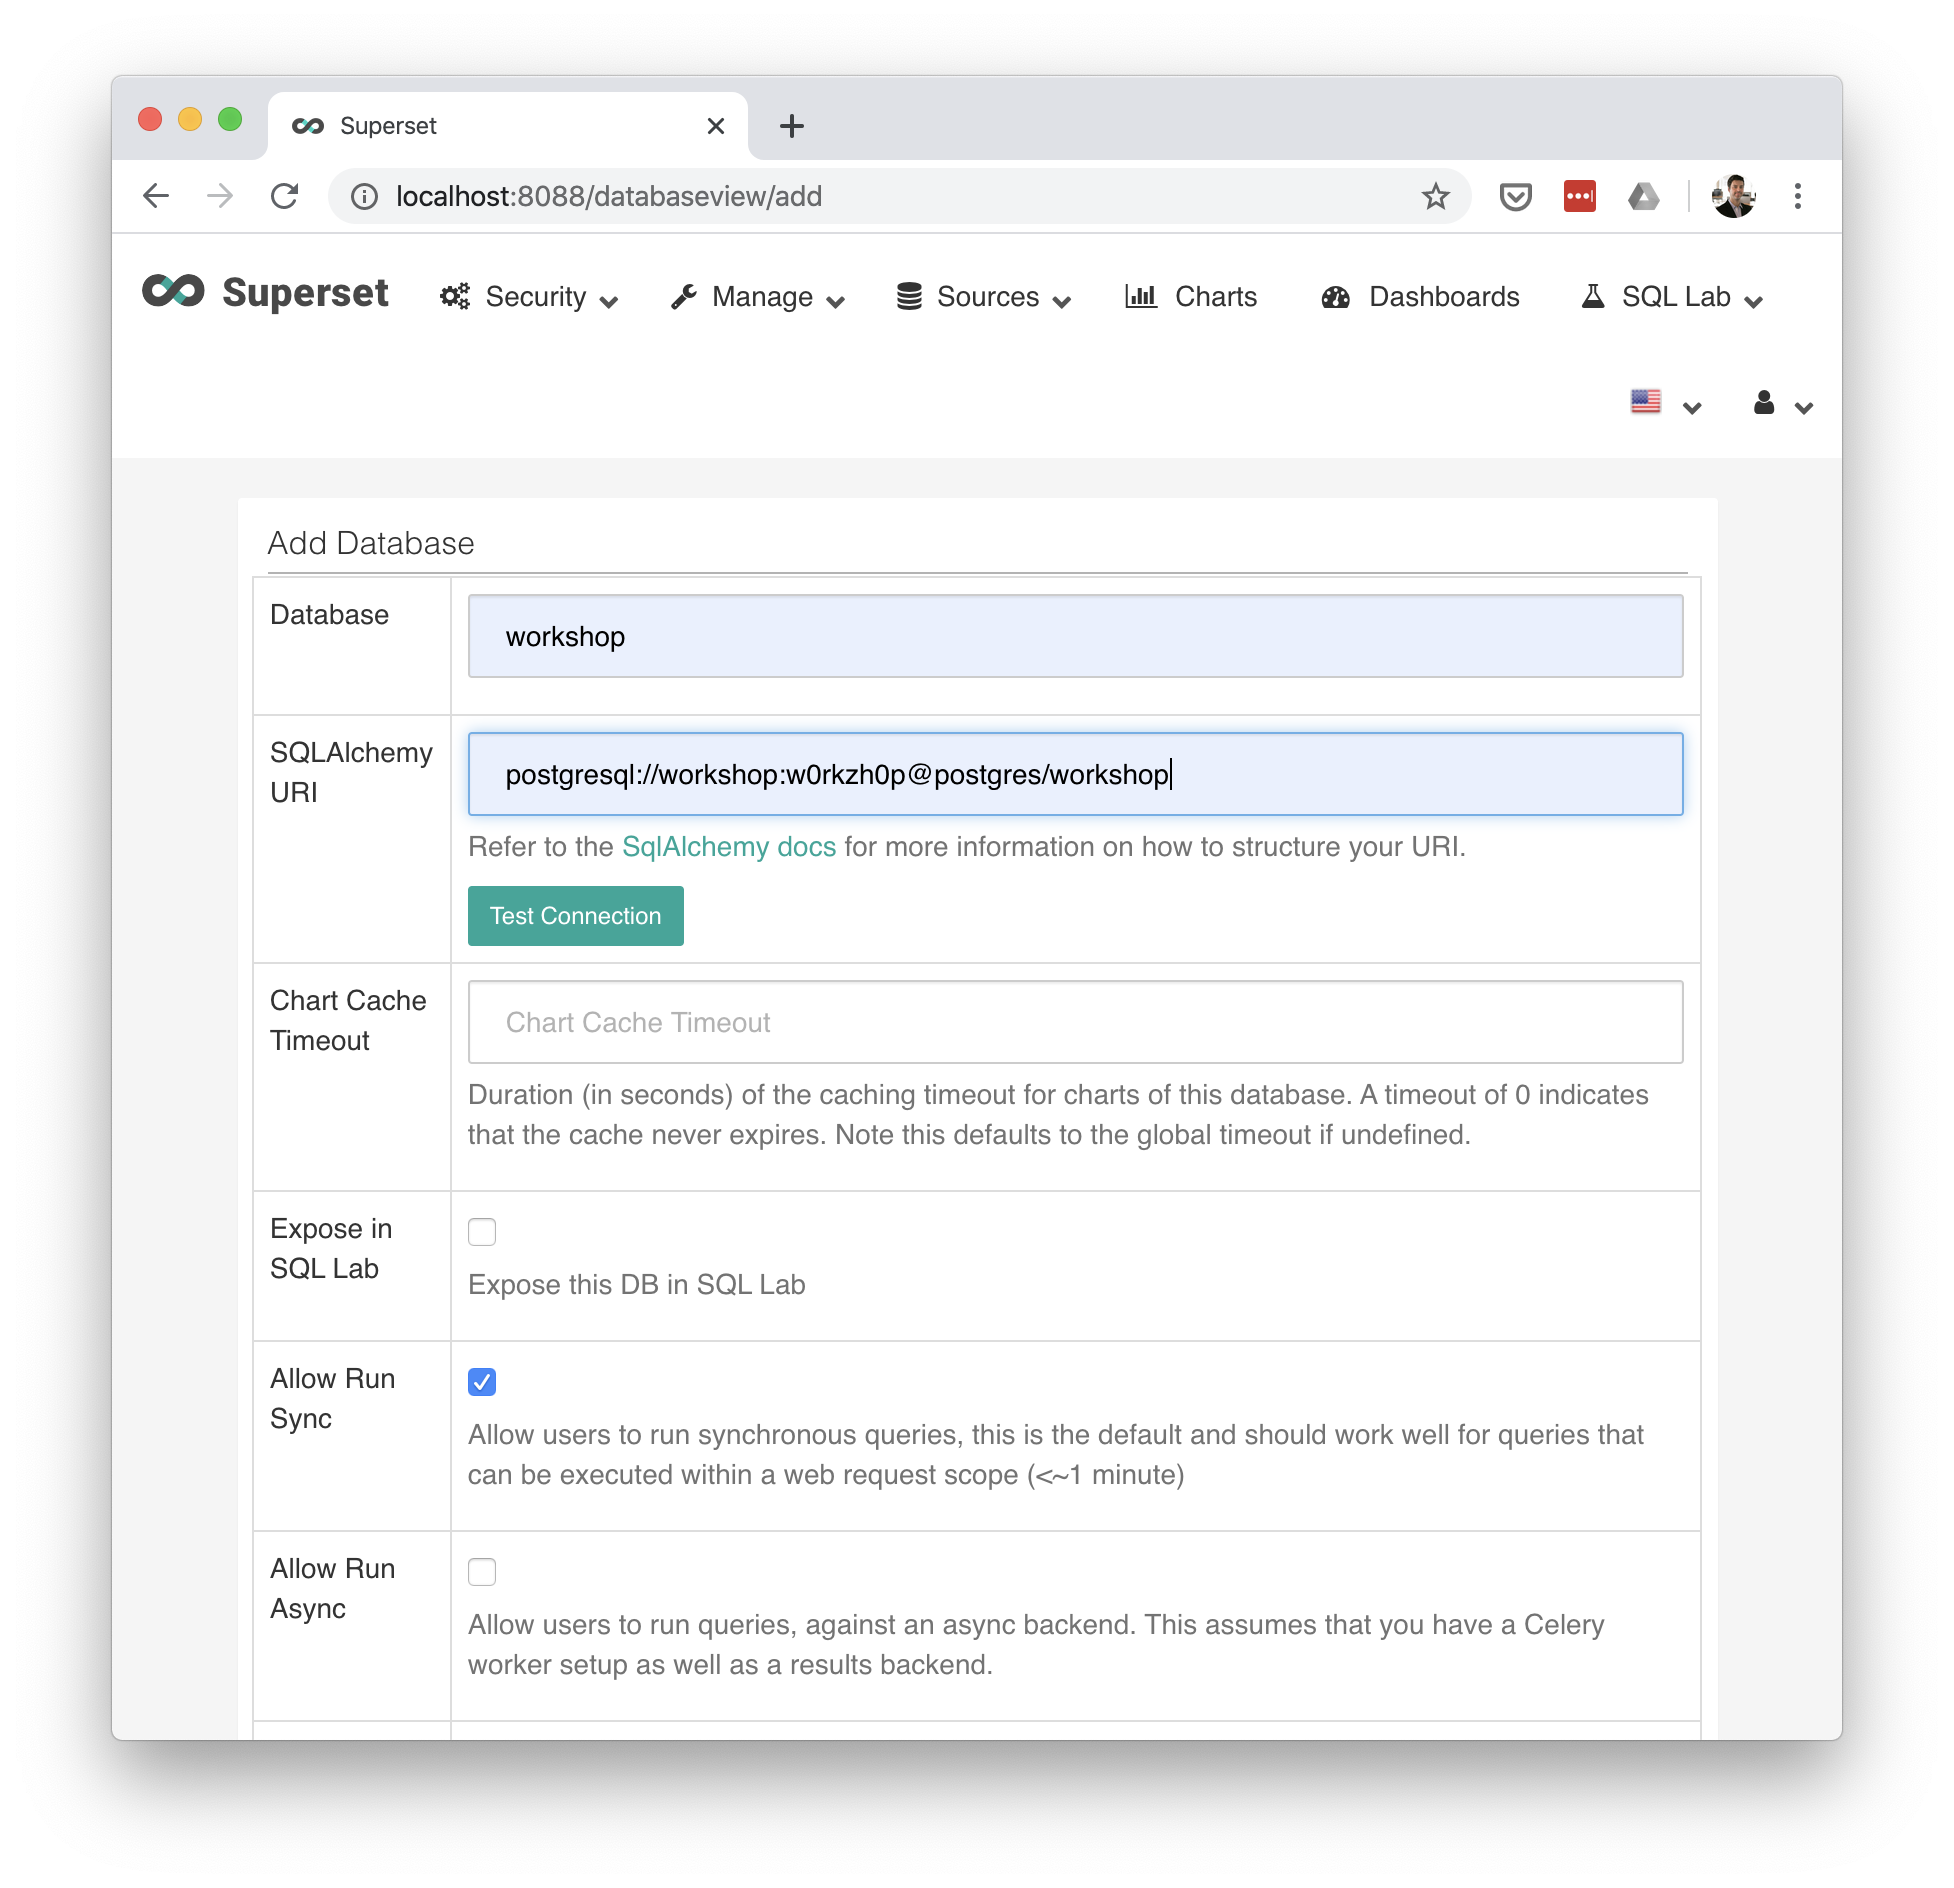 Superset
localhost:8088/databaseview/add
Superset Security Manage Sources Charts Dashboards SQL Lab
Add Database
Database
workshop
SQLAlchemy URI
postgresql://workshop:w0rkzh0p@postgres/workshop
Refer to the SqlAlchemy docs for more information on how to structure your URI.
Test Connection
Chart Cache
Timeout
Chart Cache Timeout
Duration (in seconds) of the caching timeout for charts of this database. A timeout of 0 indicates
that the cache never expires. Note this defaults to the global timeout if undefined.
Expose in
SQL Lab
Expose this DB in SQL Lab
Allow Run
Sync
Allow users to run synchronous queries, this is the default and should work well for queries that
can be executed within a web request scope (<~1 minute)
Allow Run
Async
Allow users to run queries, against an async backend. This assumes that you have a Celery
worker setup as well as a results backend.